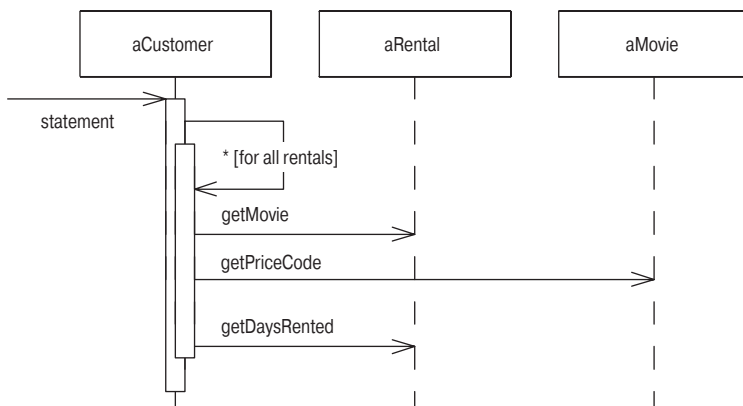 aCustomer
aRental
aMovie
statement
* [for all rentals]
getMovie
getPriceCode
getDaysRented